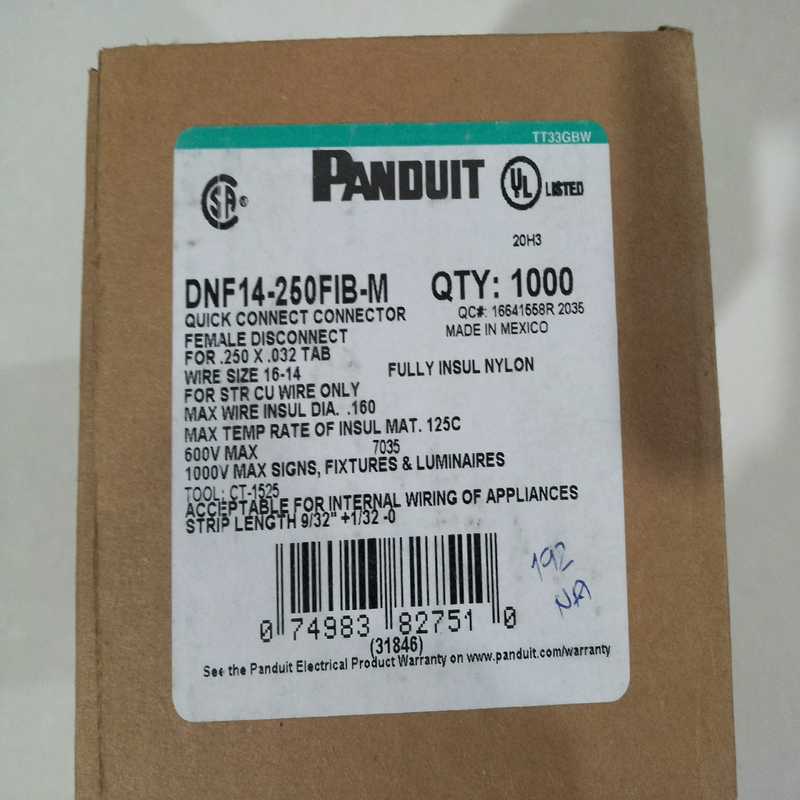 TT33GBW
SA ®
PANDUIT
UL LISTED
20H3
DNF14-250FIB-M QTY: 1000
QUICK CONNECT CONNECTOR QC#: 16641558R 2035
FEMALE DISCONNECT MADE IN MEXICO
FOR .250 X .032 TAB
WIRE SIZE 16-14 FULLY INSUL NYLON
FOR STR CU WIRE ONLY
MAX WIRE INSUL DIA. .160
MAX TEMP RATE OF INSUL MAT. 125C
600V MAX 7035
1000V MAX SIGNS, FIXTURES & LUMINAIRES
TOOL: CT-1525
ACCEPTABLE FOR INTERNAL WIRING OF APPLIANCES
STRIP LENGTH 9/32" +1/32 -0
192
0 74983 82751 0
(31846)
See the Panduit Electrical Product Warranty on www.panduit.com/warranty